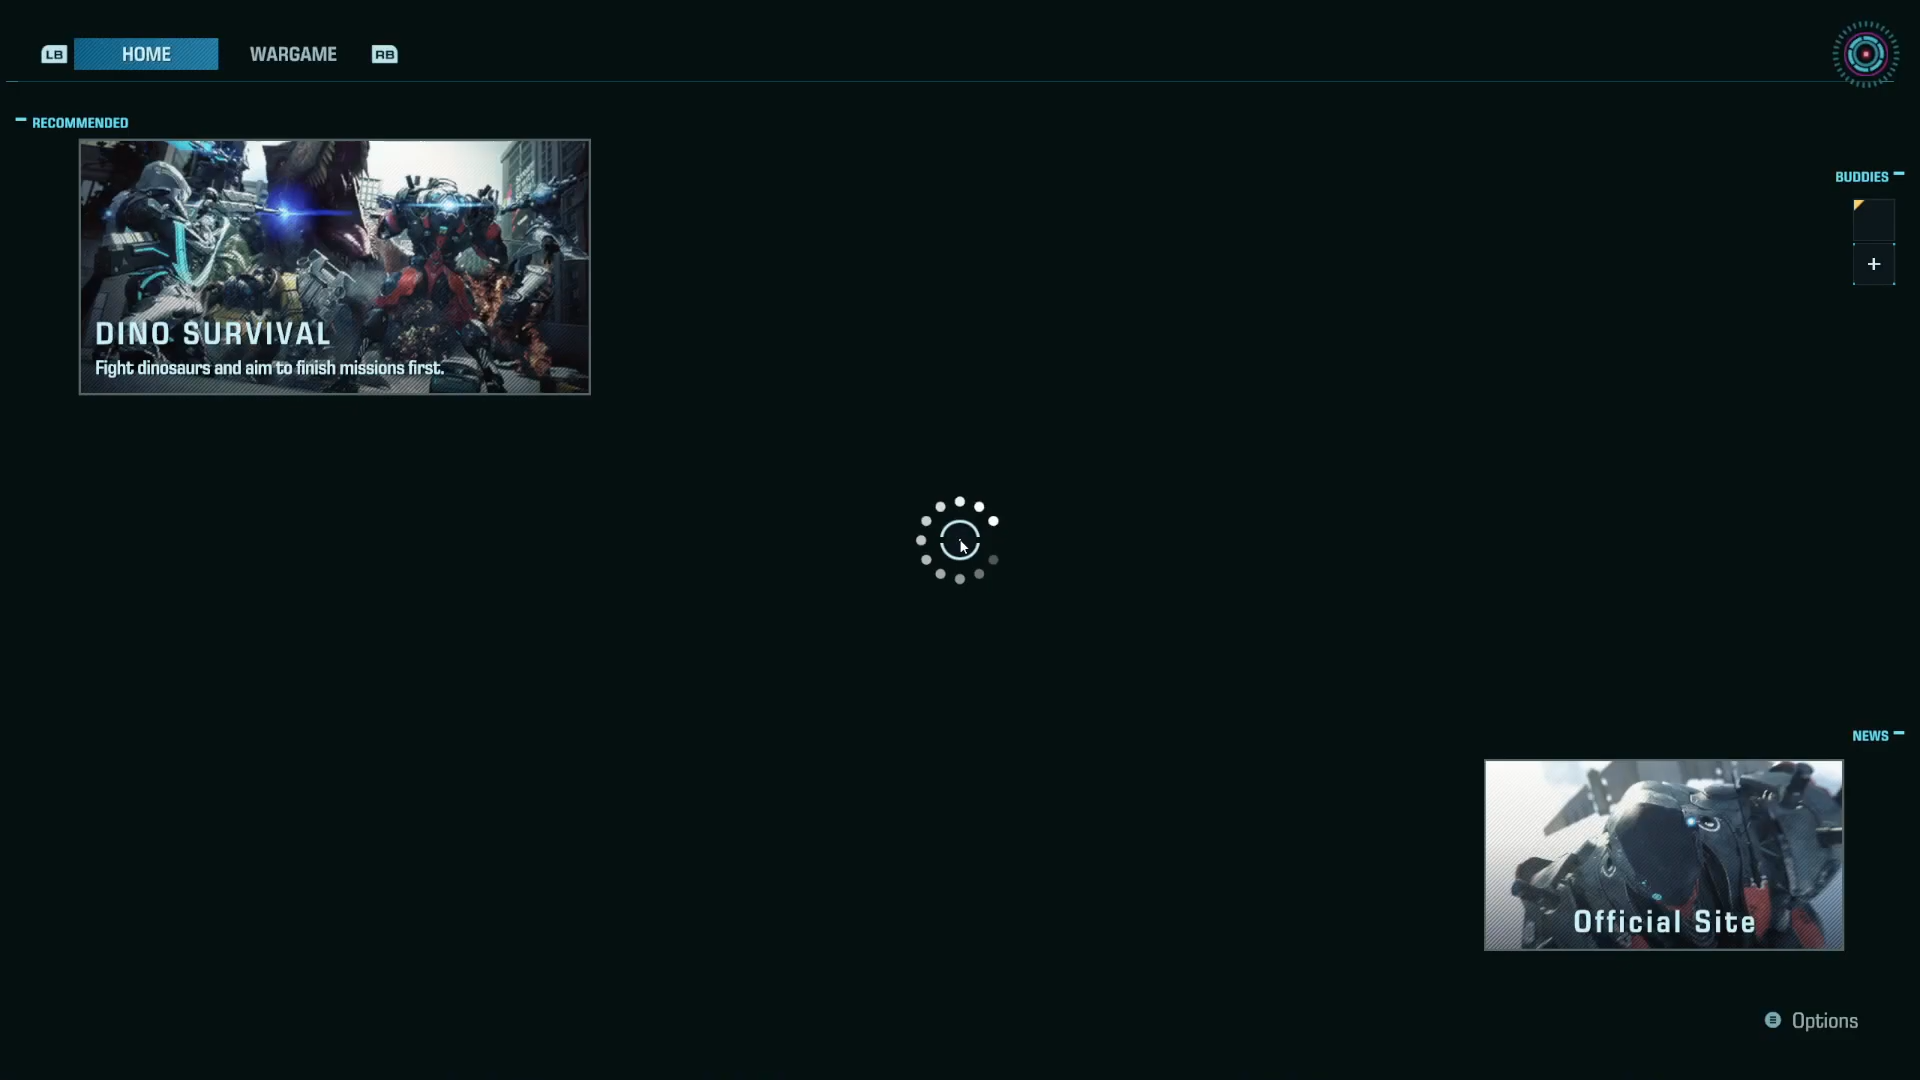 LB HOME WARGAME RB
RECOMMENDED
DINO SURVIVAL
Fight dinosaurs and aim to finish missions first.
BUDDIES
+
NEWS
Official Site
Options